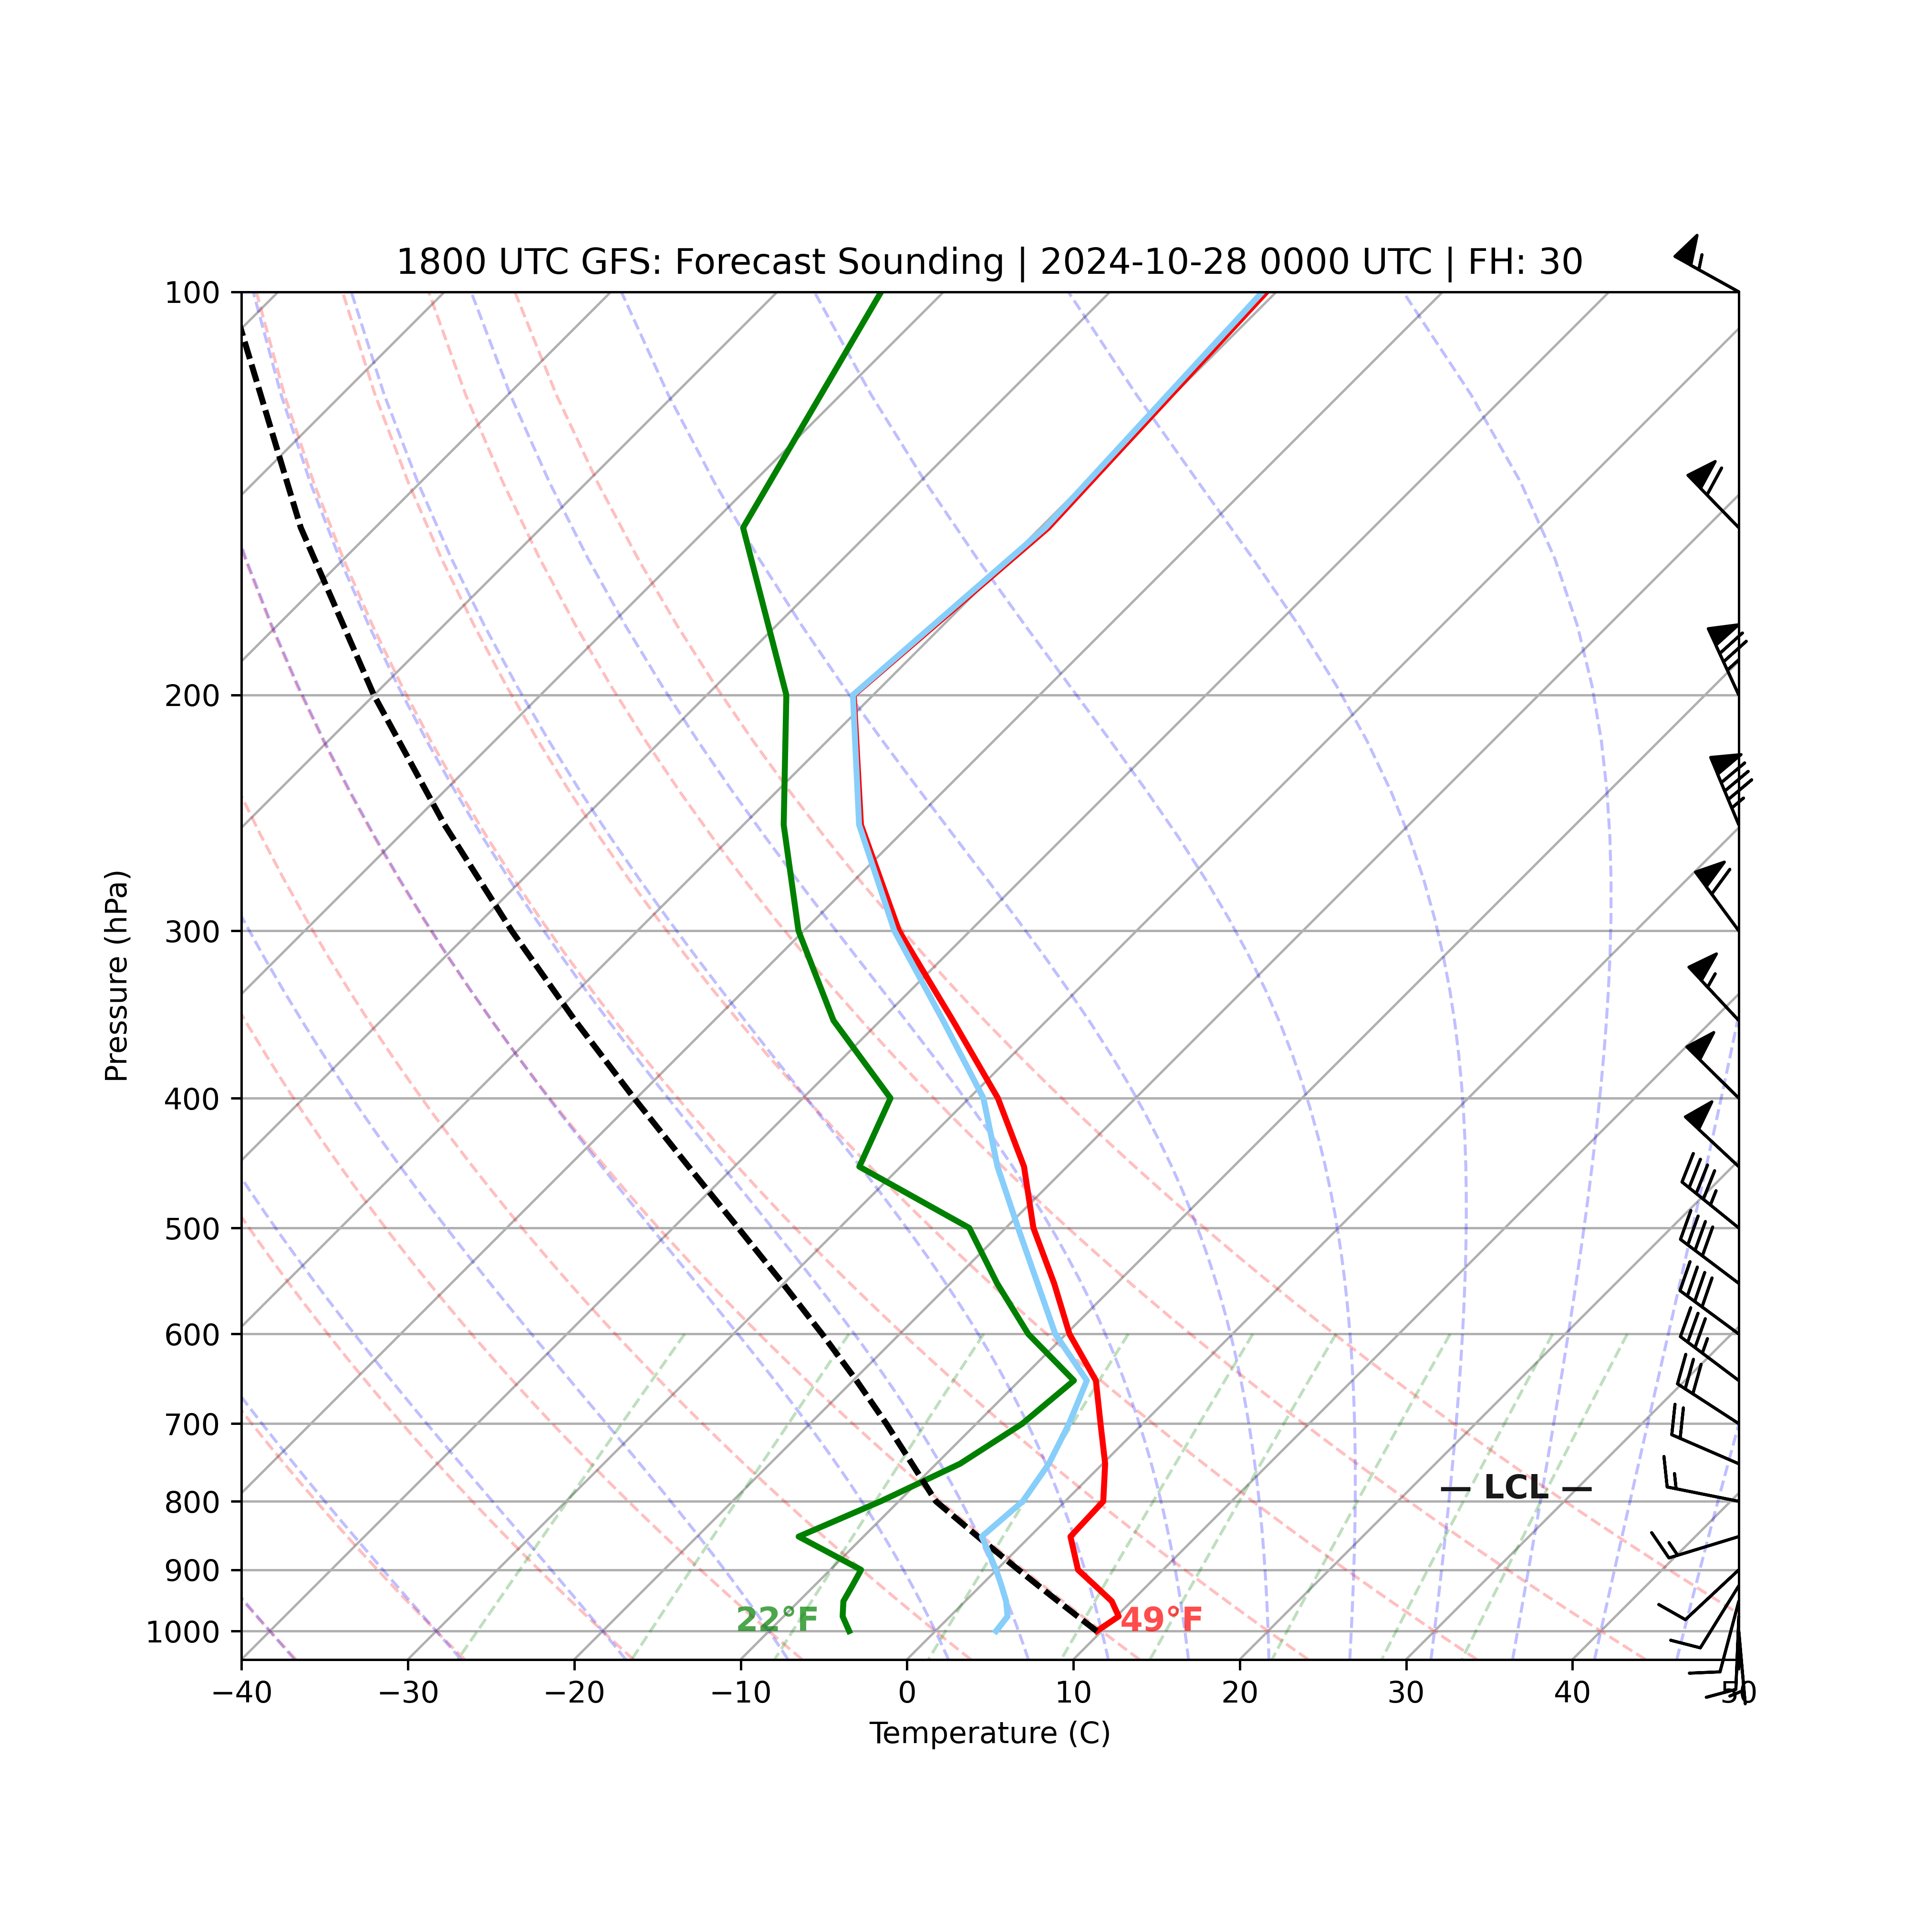 1800 UTC GFS: Forecast Sounding | 2024-10-28 0000 UTC | FH: 30
100
200
300
400
500
600
700
800
900
1000
Pressure (hPa)
— LCL —
22°F
49°F
−40 −30 −20 −10 0 10 20 30 40 50
Temperature (C)